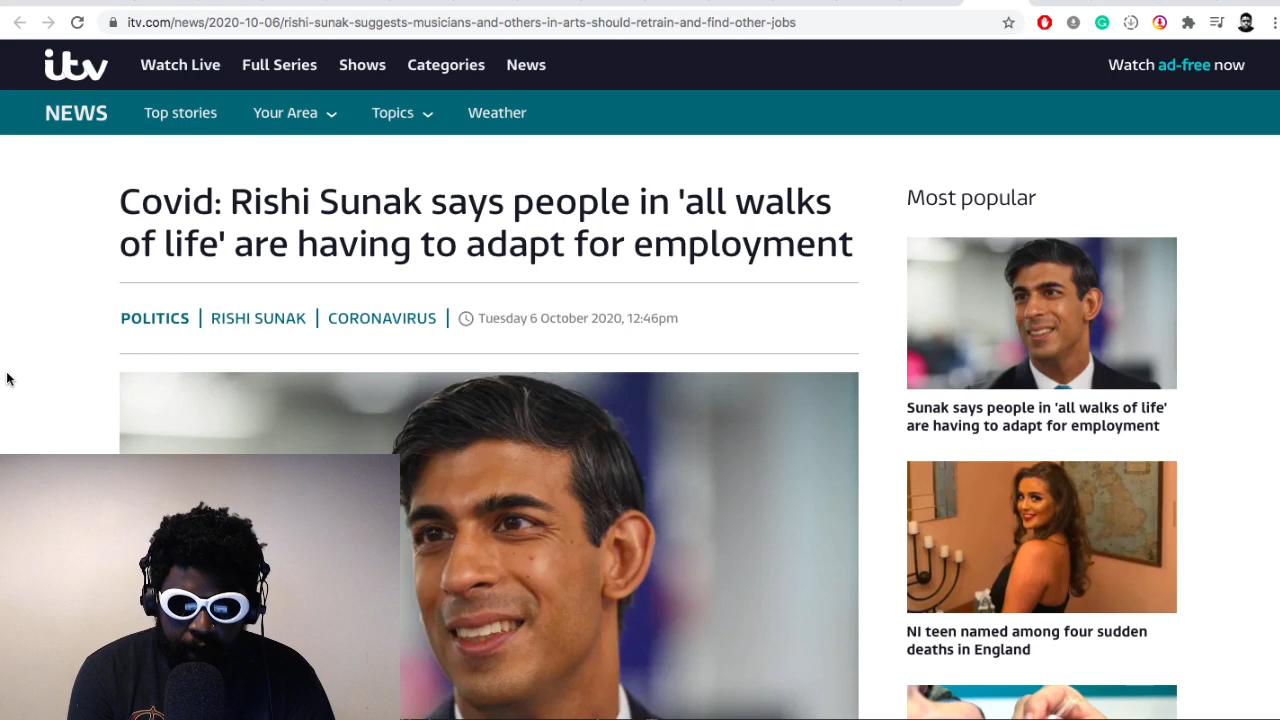 itv.com/news/2020-10-06/rishi-sunak-suggests-musicians-and-others-in-arts-should-retrain-and-find-other-jobs
itv Watch Live Full Series Shows Categories News Watch ad-free now
NEWS Top stories Your Area Topics Weather
Covid: Rishi Sunak says people in 'all walks
of life' are having to adapt for employment
POLITICS RISHI SUNAK CORONAVIRUS Tuesday 6 October 2020, 12:46pm
Most popular
Sunak says people in 'all walks of life'
are having to adapt for employment
NI teen named among four sudden
deaths in England